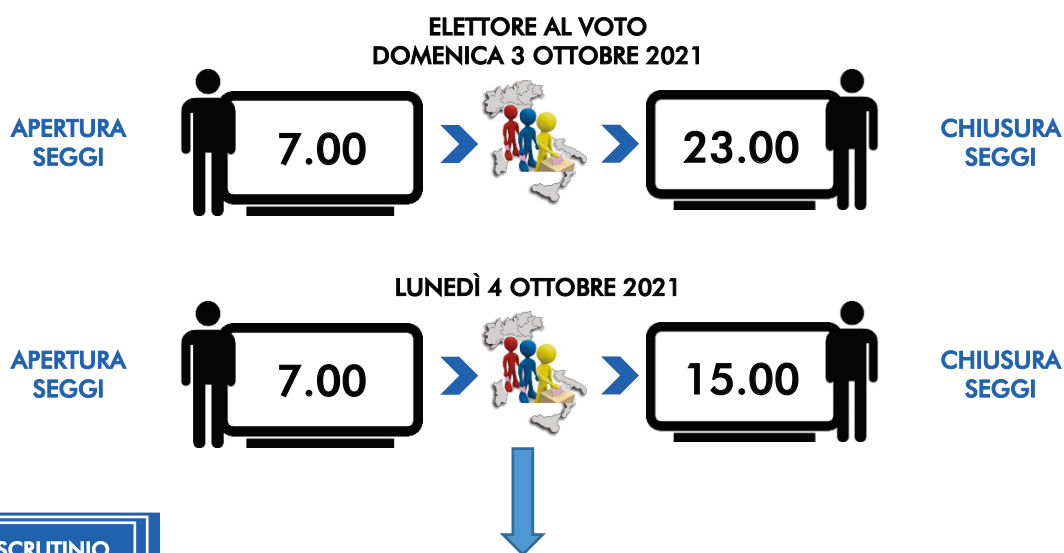 ELETTORE AL VOTO
DOMENICA 3 OTTOBRE 2021
APERTURA
SEGGI
7.00
23.00
CHIUSURA
SEGGI
LUNEDÌ 4 OTTOBRE 2021
APERTURA
SEGGI
7.00
15.00
CHIUSURA
SEGGI
SCRUTINIO